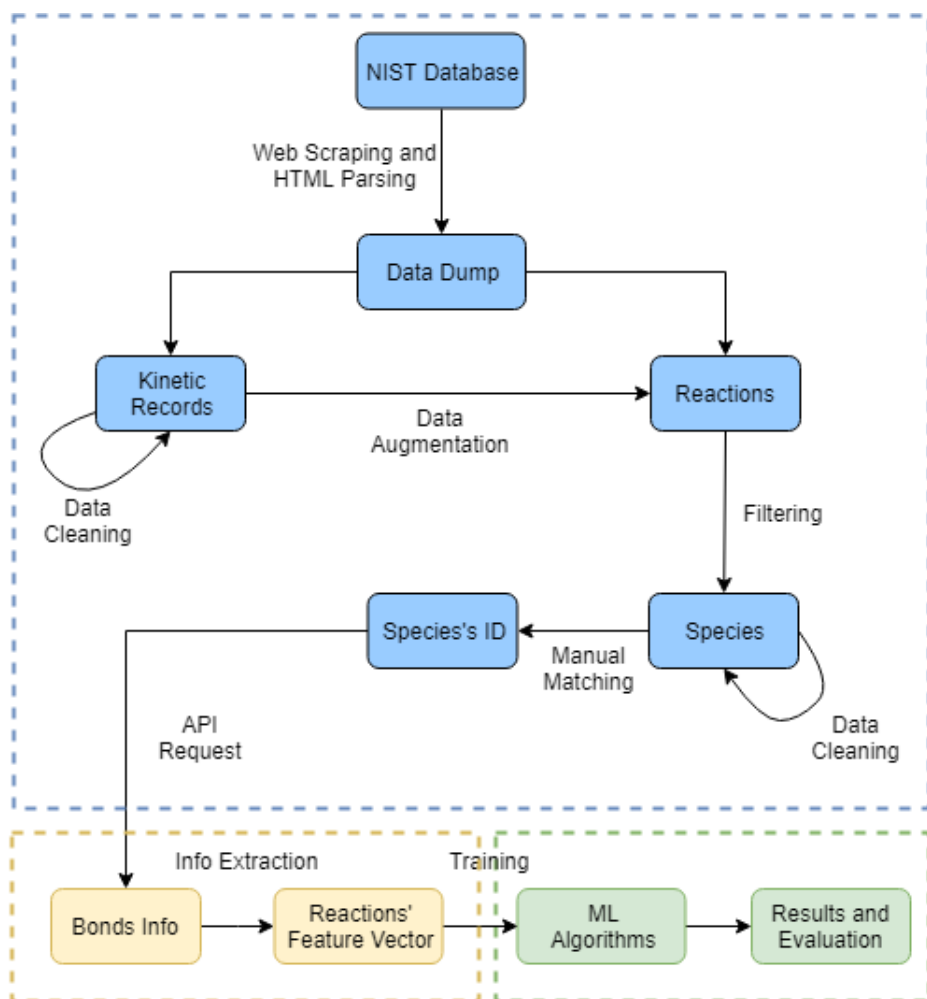 NIST Database
Web Scraping and
HTML Parsing
Data Dump
Kinetic
Records
Reactions
Data
Augmentation
Data
Cleaning
Filtering
Species's ID
Species
Manual
Matching
API
Request
Data
Cleaning
Info Extraction
Training
Bonds Info
Reactions'
Feature Vector
ML
Algorithms
Results and
Evaluation